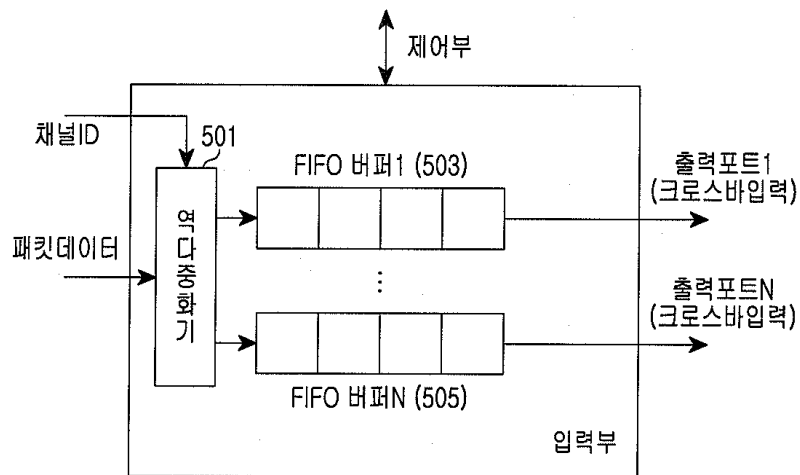 제어부
채널ID
501
FIFO 버퍼1 (503)
출력포트1
(크로스바입력)
패킷데이터
역다중화기
출력포트N
(크로스바입력)
FIFO 버퍼N (505)
입력부